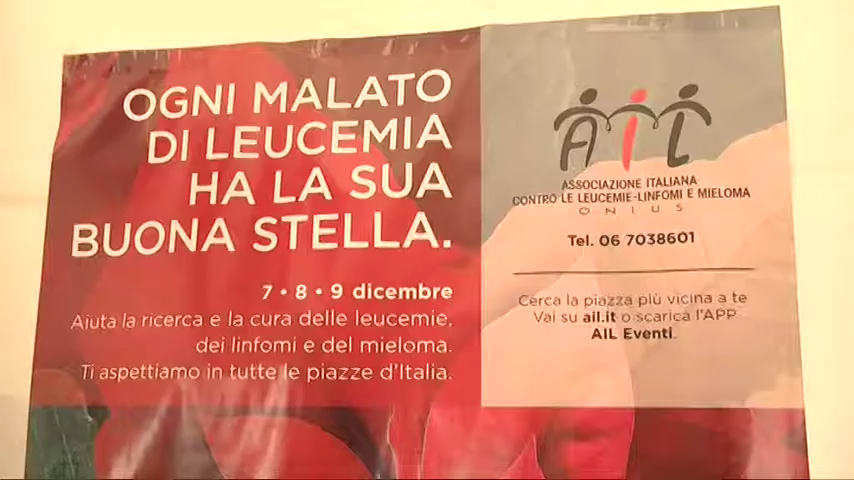 OGNI MALATO
DI LEUCEMIA
HA LA SUA
BUONA STELLA.
7 • 8 • 9 dicembre
Aiuta la ricerca e la cura delle leucemie,
dei linfomi e del mieloma.
Ti aspettiamo in tutte le piazze d'Italia.
AIL
ASSOCIAZIONE ITALIANA
CONTRO LE LEUCEMIE-LINFOMI E MIELOMA
ONLUS
Tel. 06 7038601
Cerca la piazza più vicina a te
Vai su ail.it o scarica l'APP
AIL Eventi.